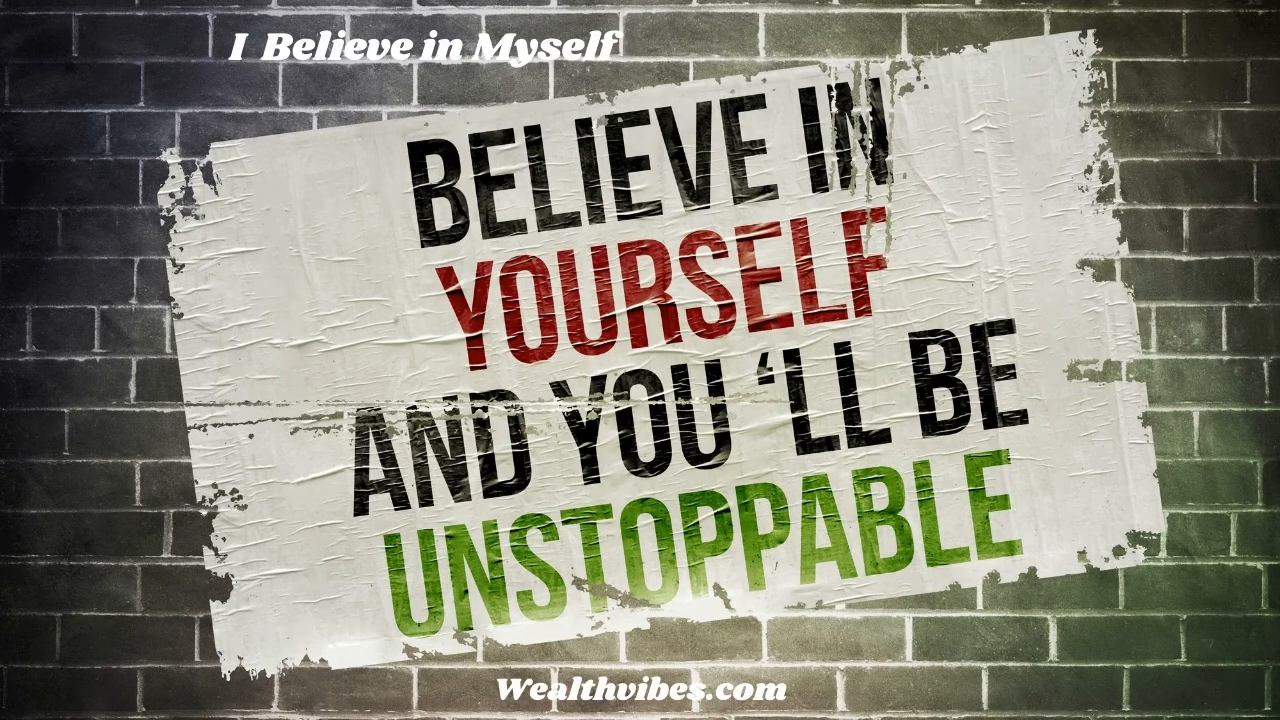 I Believe in Myself
BELIEVE IN
YOURSELF
AND YOU ‘LL BE
UNSTOPPABLE
Wealthvibes.com